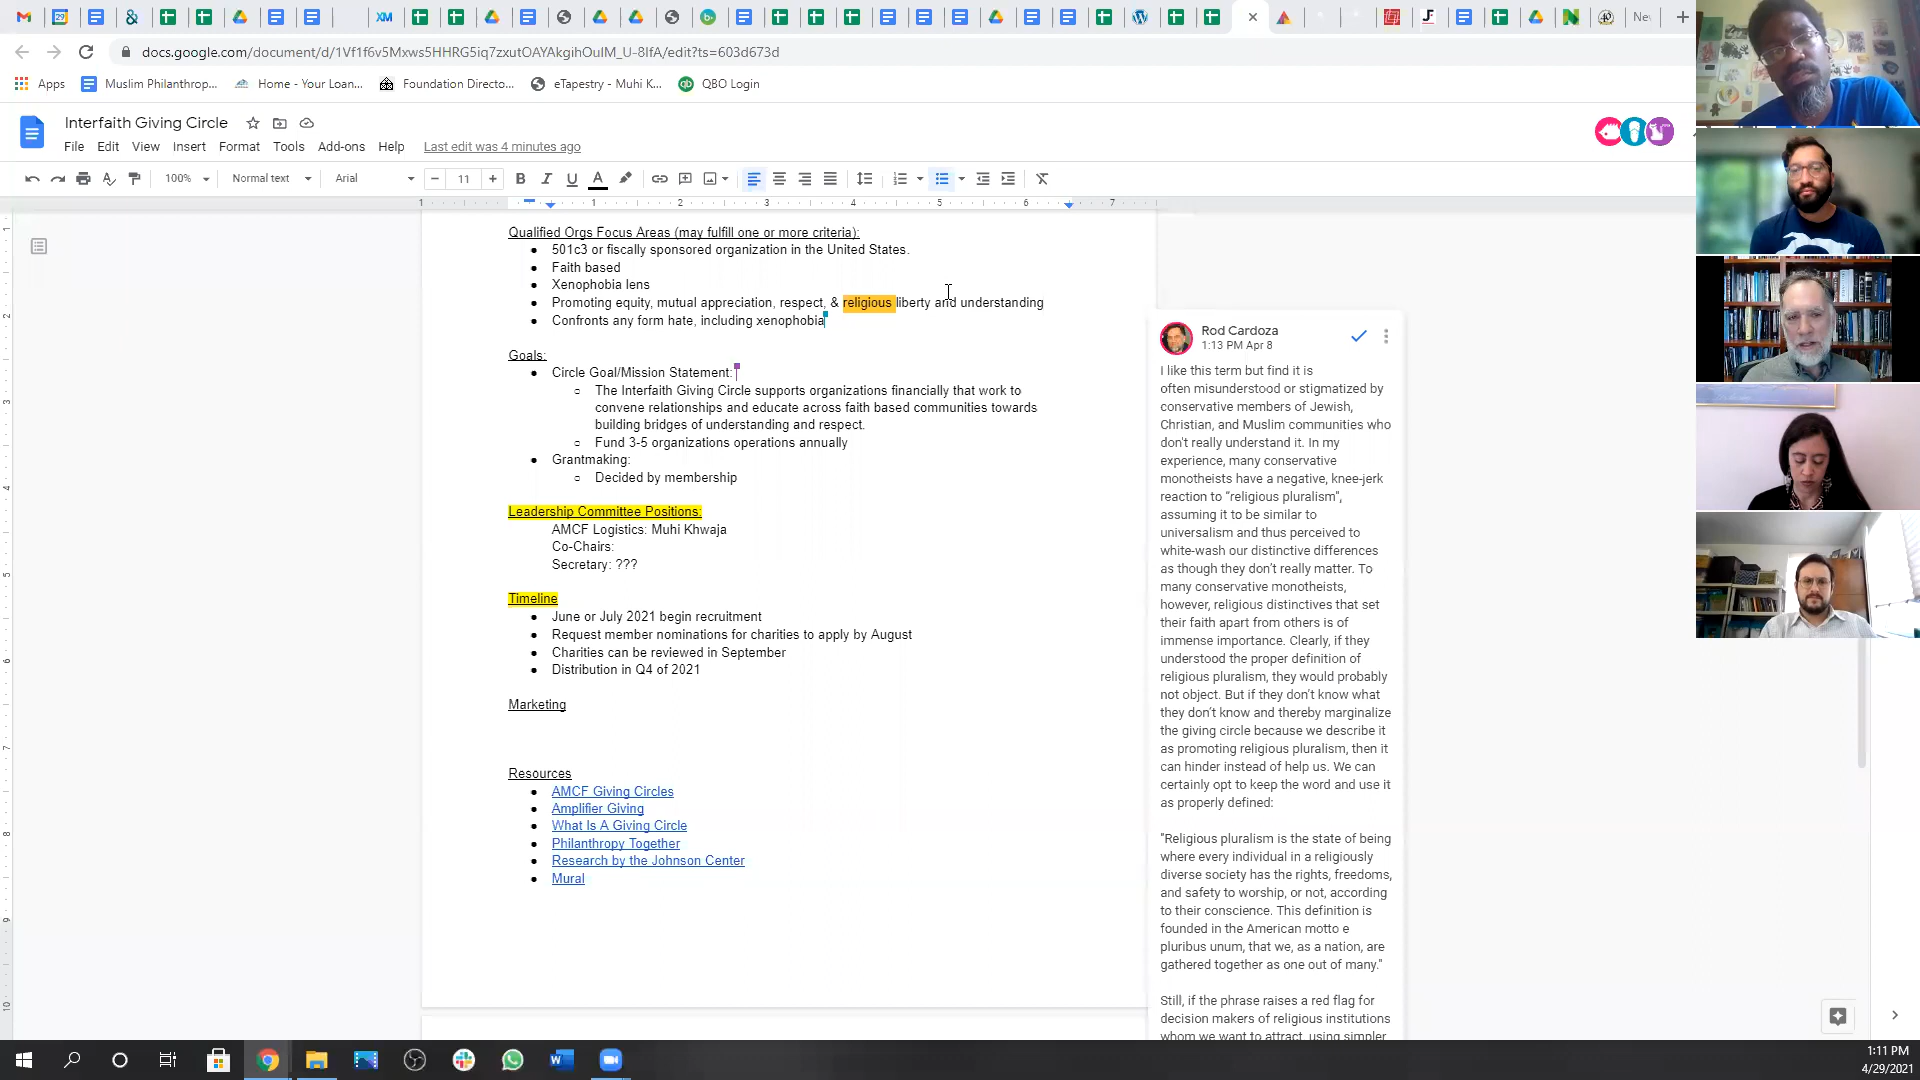 New
docs.google.com/document/d/1Vf1f6v5Mxws5HHRG5iq7zxutOAYAkgihOuIM_U-8IfA/edit?ts=603d673d
Apps Muslim Philanthrop... Home - Your Loan... Foundation Directo... eTapestry - Muhi K... QBO Login
Interfaith Giving Circle
File Edit View Insert Format Tools Add-ons Help Last edit was 4 minutes ago
100% Normal text Arial 11
1 1 2 3 4 5 6 7
Qualified Orgs Focus Areas (may fulfill one or more criteria):
501c3 or fiscally sponsored organization in the United States.
Faith based
Xenophobia lens
Promoting equity, mutual appreciation, respect, & religious liberty and understanding
Confronts any form hate, including xenophobia
Goals:
Circle Goal/Mission Statement:
The Interfaith Giving Circle supports organizations financially that work to
convene relationships and educate across faith based communities towards
building bridges of understanding and respect.
Fund 3-5 organizations operations annually
Grantmaking:
Decided by membership
Leadership Committee Positions:
AMCF Logistics: Muhi Khwaja
Co-Chairs:
Secretary: ???
Timeline
June or July 2021 begin recruitment
Request member nominations for charities to apply by August
Charities can be reviewed in September
Distribution in Q4 of 2021
Marketing
Resources
AMCF Giving Circles
Amplifier Giving
What Is A Giving Circle
Philanthropy Together
Research by the Johnson Center
Mural
Rod Cardoza
1:13 PM Apr 8
I like this term but find it is
often misunderstood or stigmatized by
conservative members of Jewish,
Christian, and Muslim communities who
don't really understand it. In my
experience, many conservative
monotheists have a negative, knee-jerk
reaction to “religious pluralism",
assuming it to be similar to
universalism and thus perceived to
white-wash our distinctive differences
as though they don’t really matter. To
many conservative monotheists,
however, religious distinctives that set
their faith apart from others is of
immense importance. Clearly, if they
understood the proper definition of
religious pluralism, they would probably
not object. But if they don’t know what
they don’t know and thereby marginalize
the giving circle because we describe it
as promoting religious pluralism, then it
can hinder instead of help us. We can
certainly opt to keep the word and use it
as properly defined:
"Religious pluralism is the state of being
where every individual in a religiously
diverse society has the rights, freedoms,
and safety to worship, or not, according
to their conscience. This definition is
founded in the American motto e
pluribus unum, that we, as a nation, are
gathered together as one out of many."
Still, if the phrase raises a red flag for
decision makers of religious institutions
whom we want to attract, using simpler
1:11 PM
4/29/2021